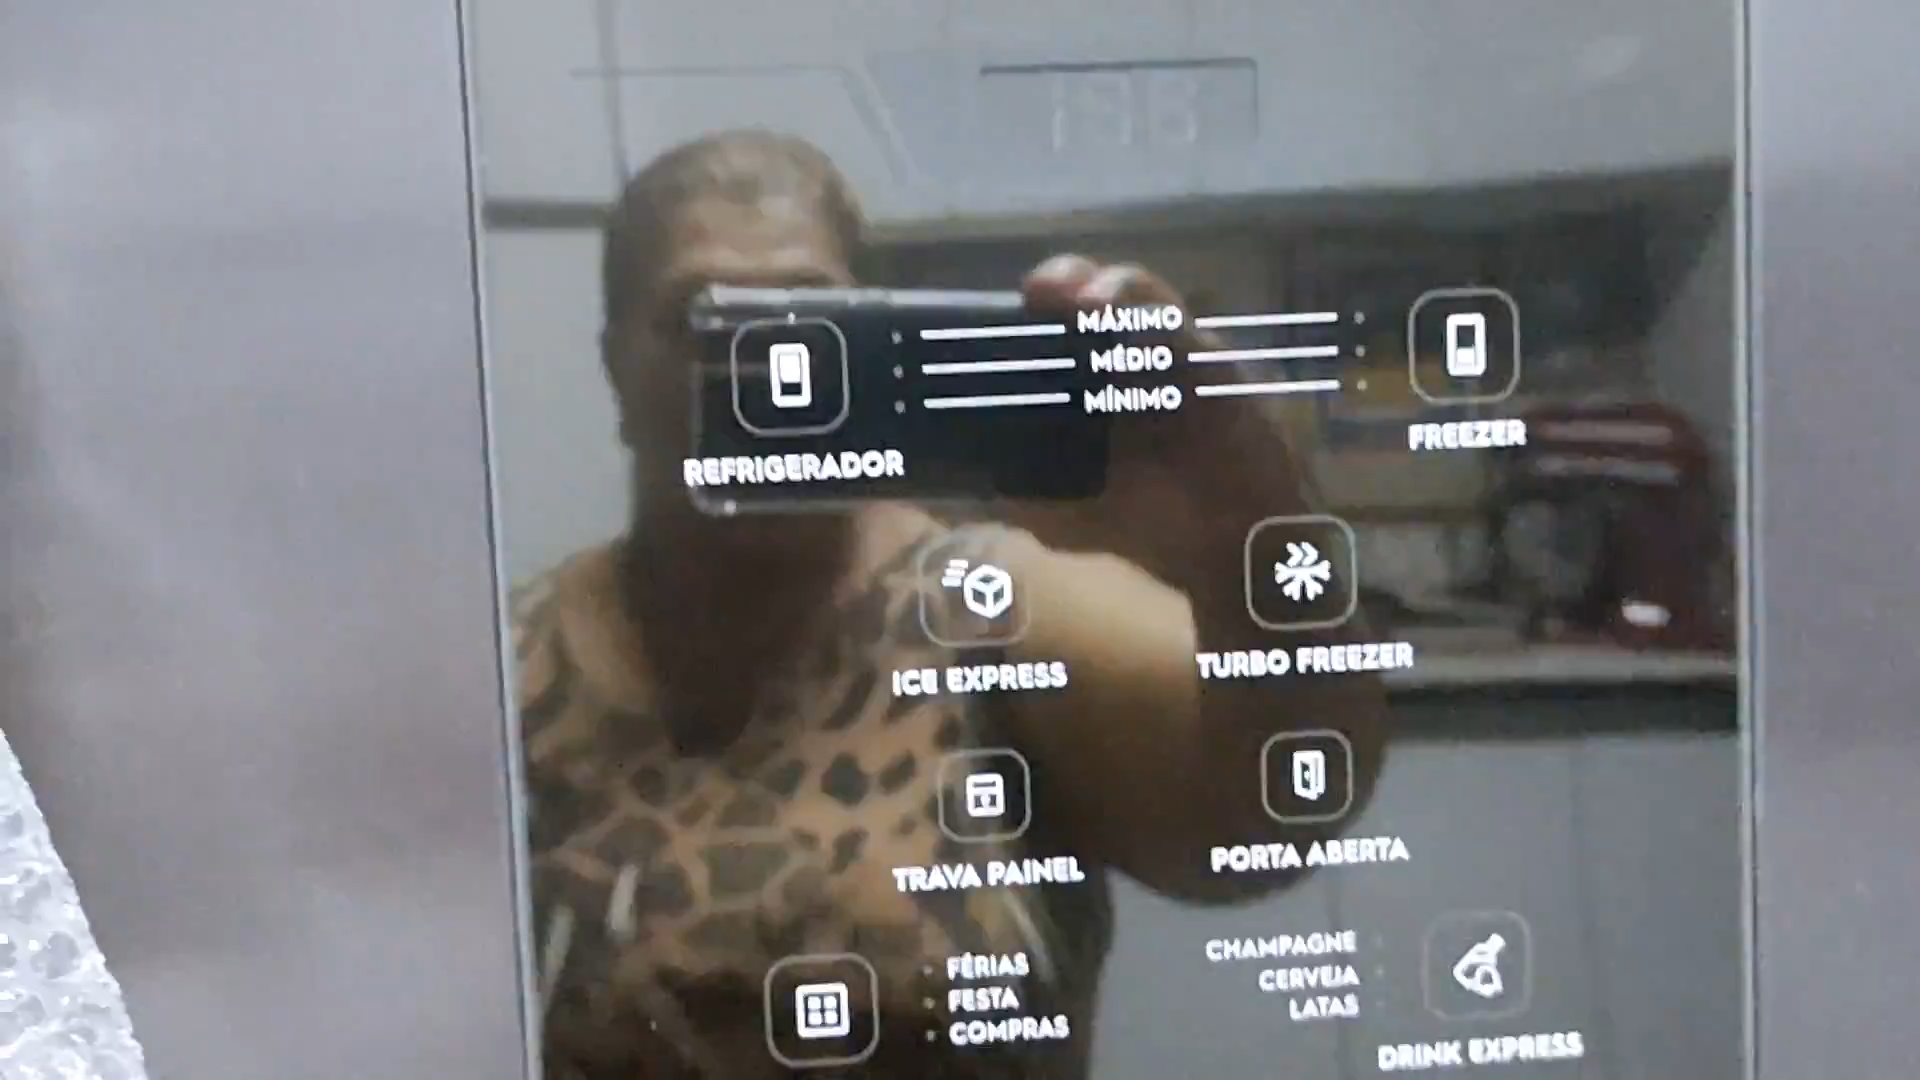 MÁXIMO
MÉDIO
MÍNIMO
REFRIGERADOR
FREEZER
ICE EXPRESS
TURBO FREEZER
TRAVA PAINEL
PORTA ABERTA
FÉRIAS
FESTA
COMPRAS
CHAMPAGNE
CERVEJA
LATAS
DRINK EXPRESS